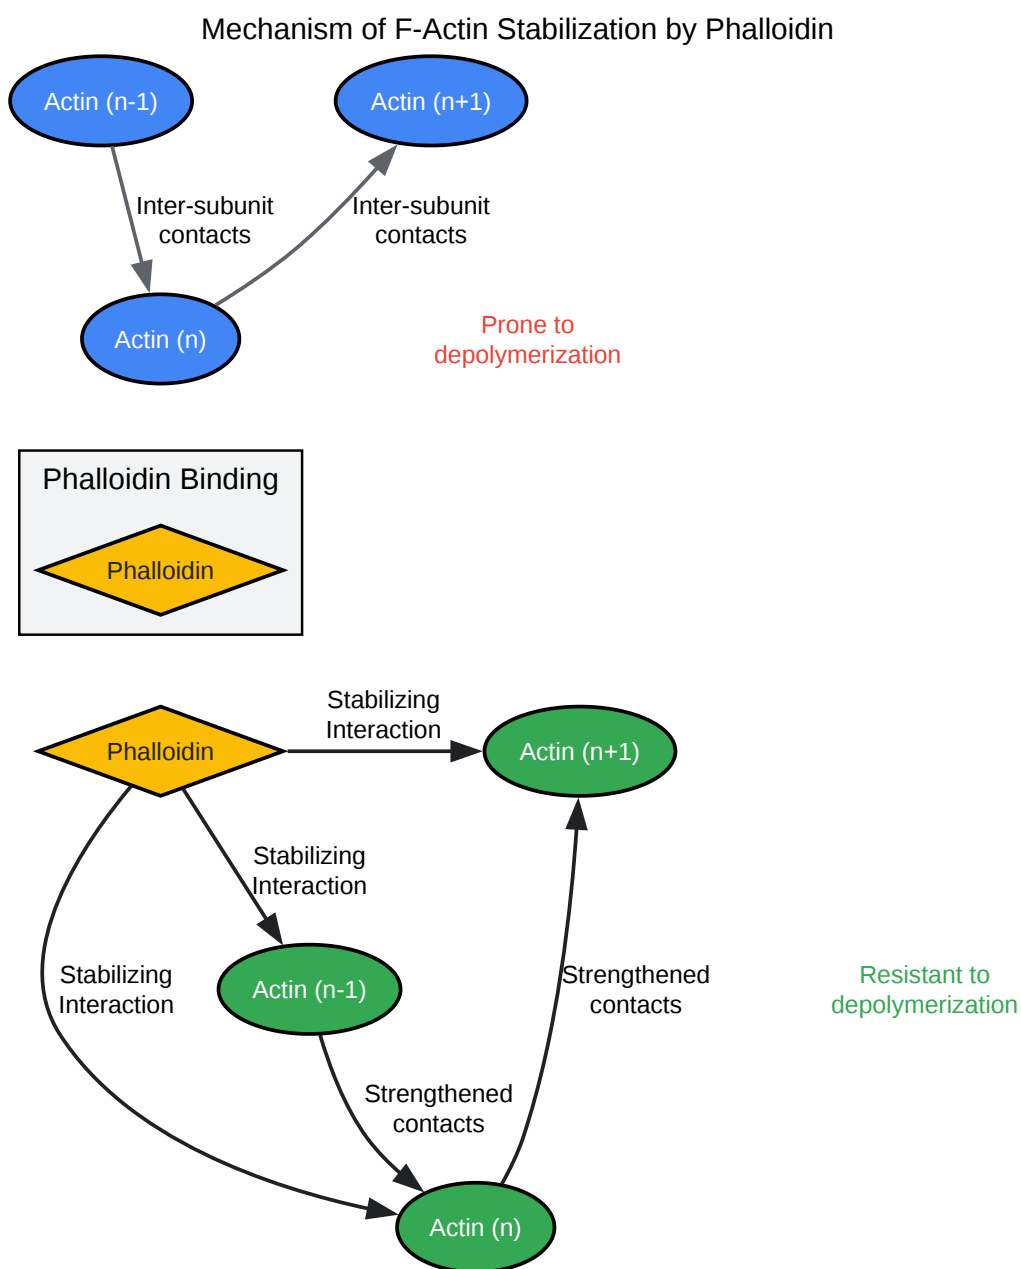 Mechanism of F-Actin Stabilization by Phalloidin
Actin (n-1)
Actin (n+1)
Inter-subunit
contacts
Inter-subunit
contacts
Actin (n)
Prone to
depolymerization
Phalloidin Binding
Phalloidin
Stabilizing
Interaction
Phalloidin
Actin (n+1)
Stabilizing
Interaction
Stabilizing
Interaction
Actin (n-1)
Strengthened
contacts
Resistant to
depolymerization
Strengthened
contacts
Actin (n)